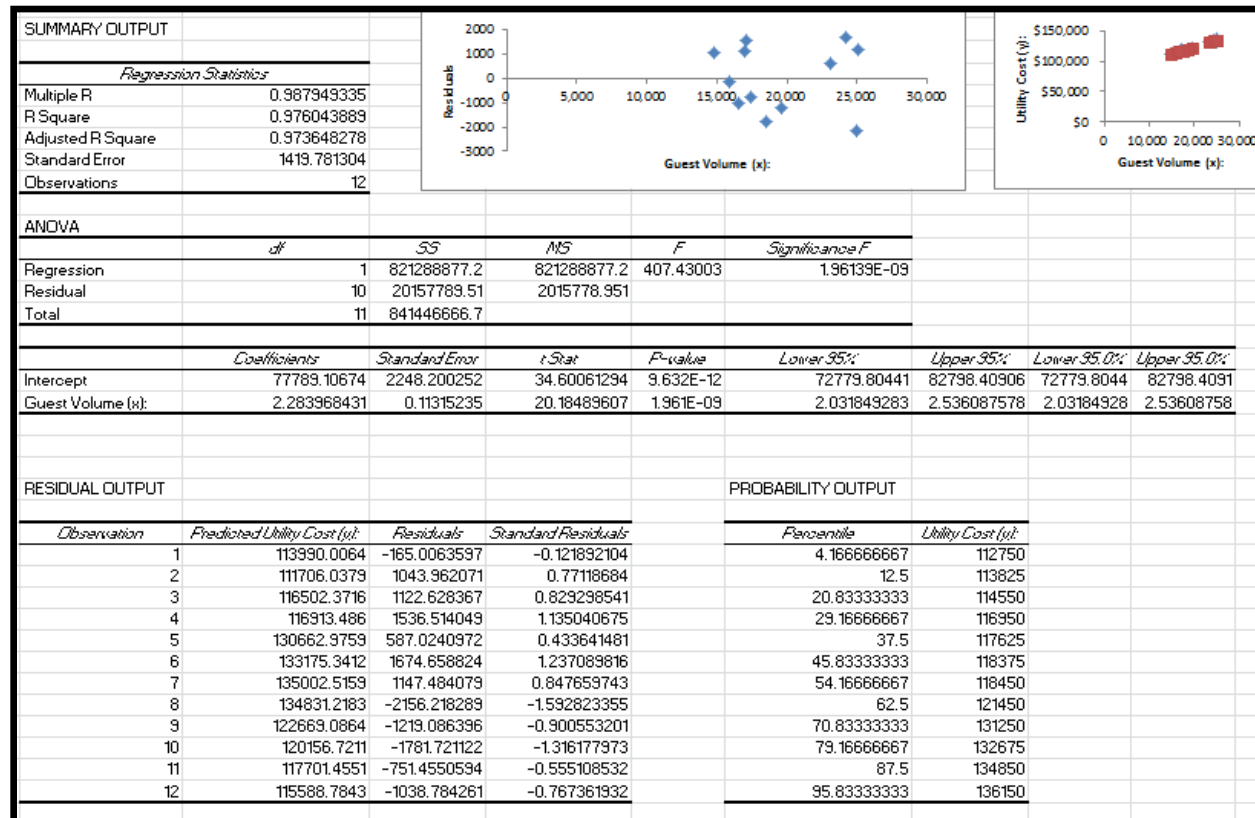 SUMMARY OUTPUT
Regression Statistics
Multiple R 0.987949335
R Square 0.976043889
Adjusted R Square 0.973648278
Standard Error 1419.781304
Observations 12
2000
1000
0
-1000
-2000
-3000
Residuals
0 5,000 10,000 15,000 20,000 25,000 30,000
Guest Volume (x):
$150,000
$100,000
$50,000
$0
Utility Cost (y):
0 10,000 20,000 30,000
Guest Volume (x):
ANOVA
df SS MS F Significance F
Regression 1 821288877.2 821288877.2 407.43003 1.96139E-09
Residual 10 20157789.51 2015778.951
Total 11 841446666.7
Coefficients Standard Error t Stat P-value Lower 95% Upper 95% Lower 95.0% Upper 95.0%
Intercept 77789.10674 2248.200252 34.60061294 9.632E-12 72779.80441 82798.40906 72779.8044 82798.4091
Guest Volume (x): 2.283968431 0.11315235 20.18489607 1.961E-09 2.031849283 2.536087578 2.03184928 2.53608758
RESIDUAL OUTPUT
PROBABILITY OUTPUT
Observation Predicted Utility Cost (y): Residuals Standard Residuals Percentile Utility Cost (y):
1 113990.0064 -165.0063597 -0.121892104 4.166666667 112750
2 111706.0379 1043.962071 0.77118684 12.5 113825
3 116502.3716 1122.628367 0.829298541 20.83333333 114550
4 116913.486 1536.514049 1.135040675 29.16666667 116950
5 130662.9759 587.0240972 0.433641481 37.5 117625
6 133175.3412 1674.658824 1.237089816 45.83333333 118375
7 135002.5159 1147.484079 0.847659743 54.16666667 118450
8 134831.2183 -2156.218289 -1.592823355 62.5 121450
9 122669.0864 -1219.086396 -0.900553201 70.83333333 131250
10 120156.7211 -1781.721122 -1.316177973 79.16666667 132675
11 117701.4551 -751.4550594 -0.555108532 87.5 134850
12 115588.7843 -1038.784261 -0.767361932 95.83333333 136150